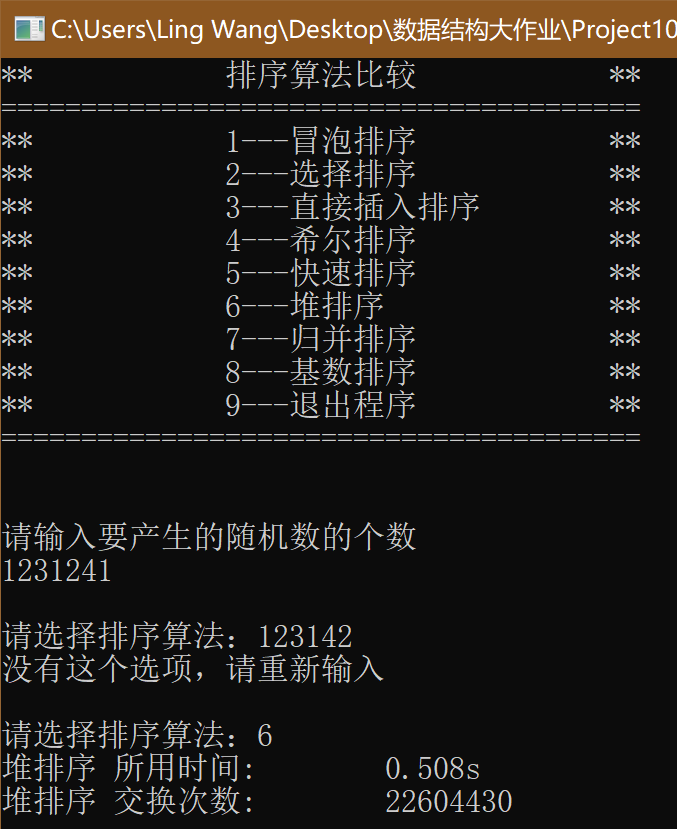 C:\Users\Ling Wang\Desktop\数据结构大作业\Project10
** 排序算法比较 **
========================================
** 1---冒泡排序 **
** 2---选择排序 **
** 3---直接插入排序 **
** 4---希尔排序 **
** 5---快速排序 **
** 6---堆排序 **
** 7---归并排序 **
** 8---基数排序 **
** 9---退出程序 **
========================================
请输入要产生的随机数的个数
1231241
请选择排序算法：123142
没有这个选项，请重新输入
请选择排序算法：6
堆排序 所用时间: 0.508s
堆排序 交换次数: 22604430